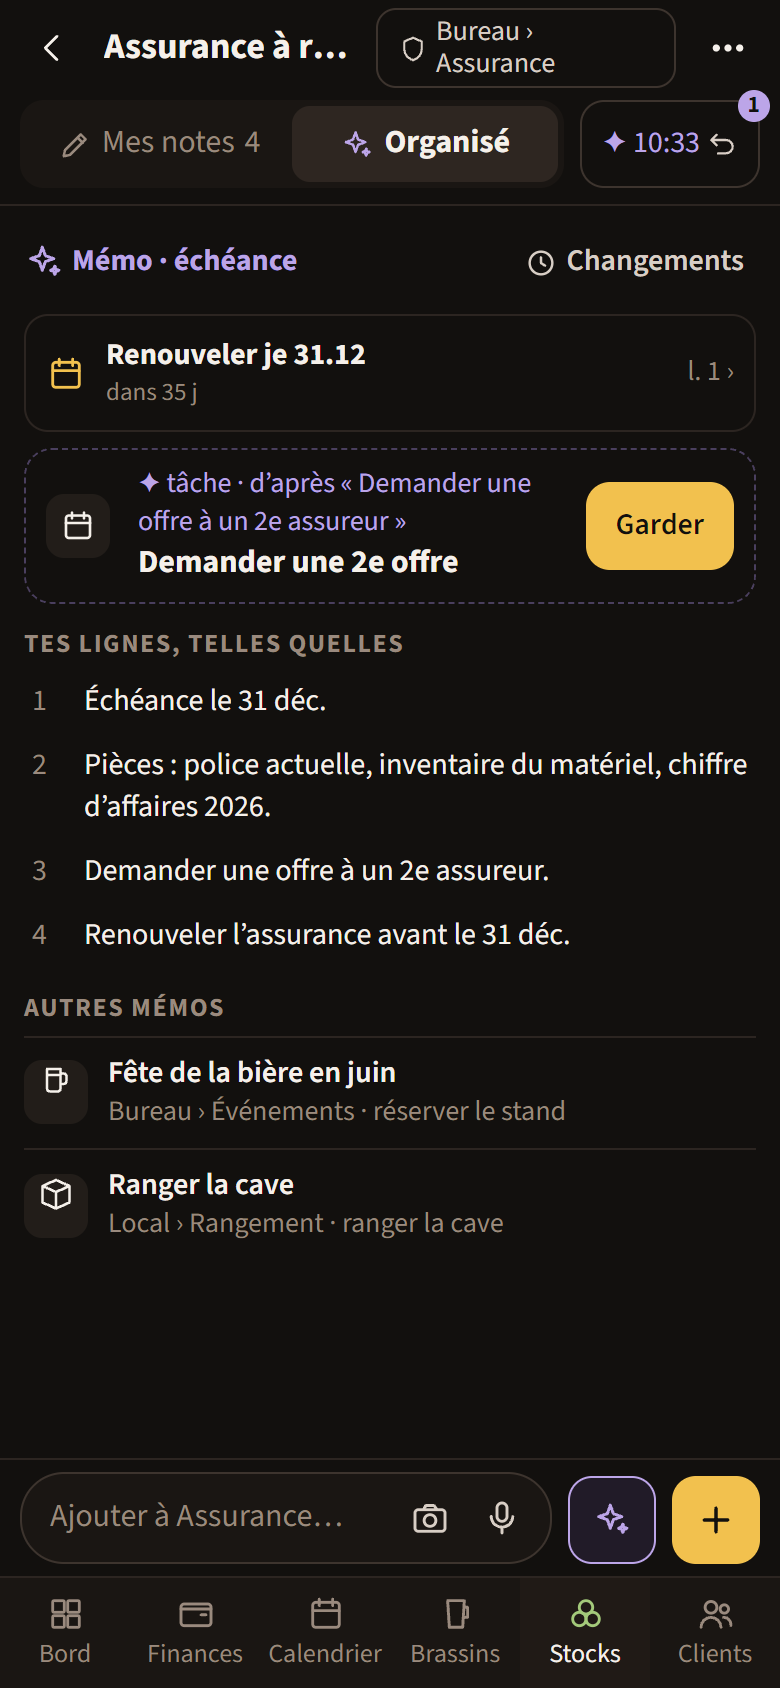 Assurance à r…
Bureau ›
Assurance
Mes notes 4
Organisé
✦ 10:33
1
Mémo · échéance
Changements
Renouveler je 31.12
dans 35 j
l. 1 ›
✦ tâche · d’après « Demander une
offre à un 2e assureur »
Demander une 2e offre
Garder
TES LIGNES, TELLES QUELLES
1 Échéance le 31 déc.
2 Pièces : police actuelle, inventaire du matériel, chiffre
d’affaires 2026.
3 Demander une offre à un 2e assureur.
4 Renouveler l’assurance avant le 31 déc.
AUTRES MÉMOS
Fête de la bière en juin
Bureau › Événements · réserver le stand
Ranger la cave
Local › Rangement · ranger la cave
Ajouter à Assurance…
Bord
Finances
Calendrier
Brassins
Stocks
Clients